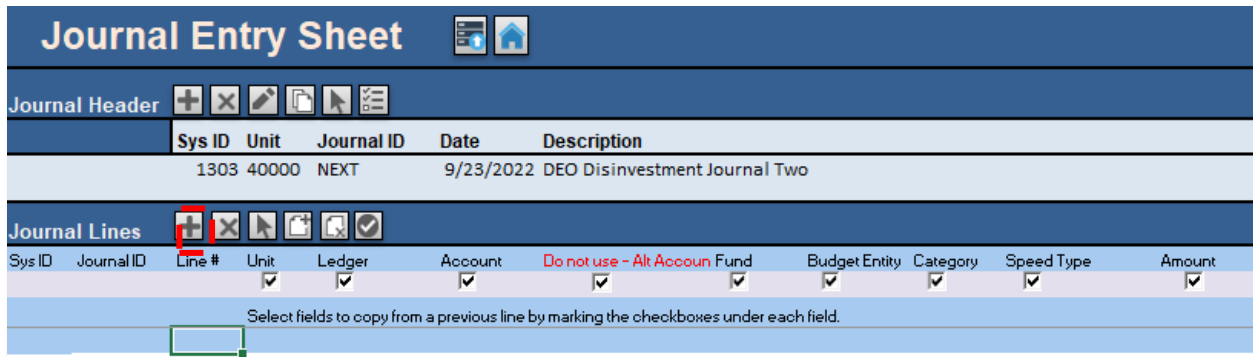 Journal Entry Sheet
Journal Header
Sys ID Unit Journal ID Date Description
1303 40000 NEXT 9/23/2022 DEO Disinvestment Journal Two
Journal Lines
Sys ID Journal ID Line # Unit Ledger Account Do not use - Alt Accoun Fund Budget Entity Category Speed Type Amount
Select fields to copy from a previous line by marking the checkboxes under each field.